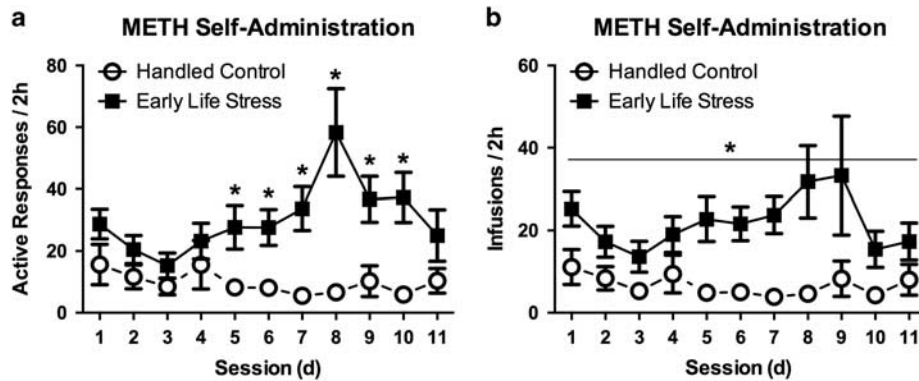 a
METH Self-Administration
Active Responses / 2h
80
60
40
20
0
Handled Control
Early Life Stress
*
*
*
*
*
*
1 2 3 4 5 6 7 8 9 10 11
Session (d)
b
METH Self-Administration
Infusions / 2h
60
40
20
0
Handled Control
Early Life Stress
*
1 2 3 4 5 6 7 8 9 10 11
Session (d)